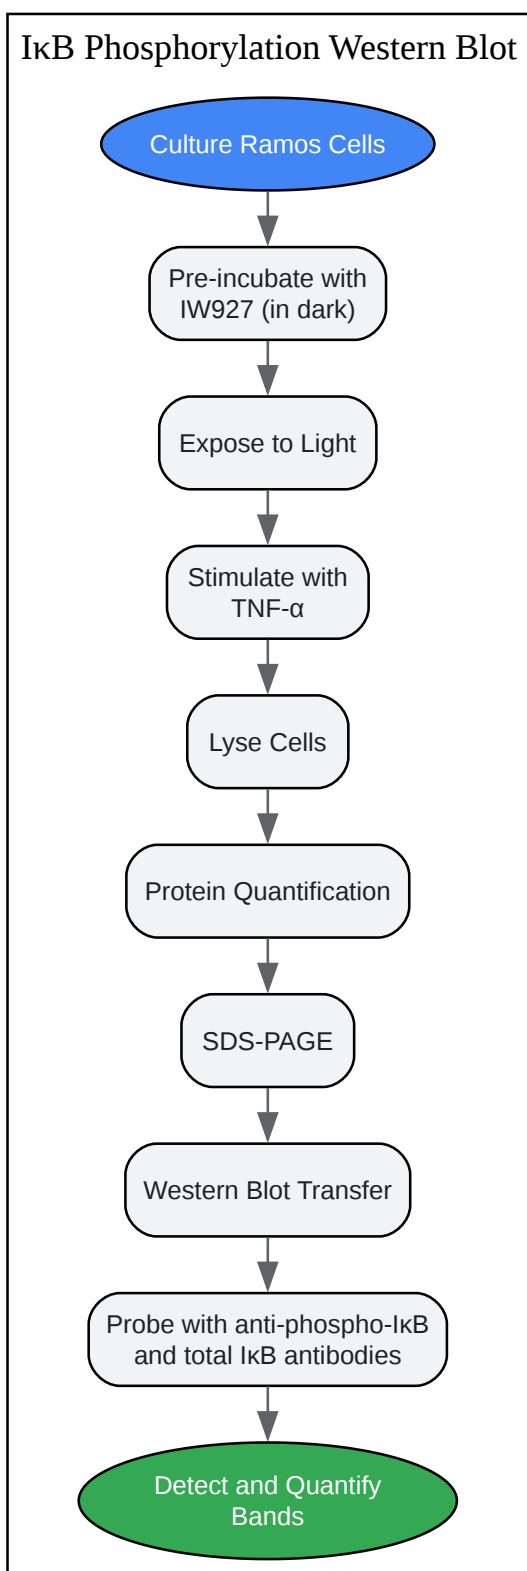 IκB Phosphorylation Western Blot
Culture Ramos Cells
Pre-incubate with
IW927 (in dark)
Expose to Light
Stimulate with
TNF-α
Lyse Cells
Protein Quantification
SDS-PAGE
Western Blot Transfer
Probe with anti-phospho-IκB
and total IκB antibodies
Detect and Quantify
Bands